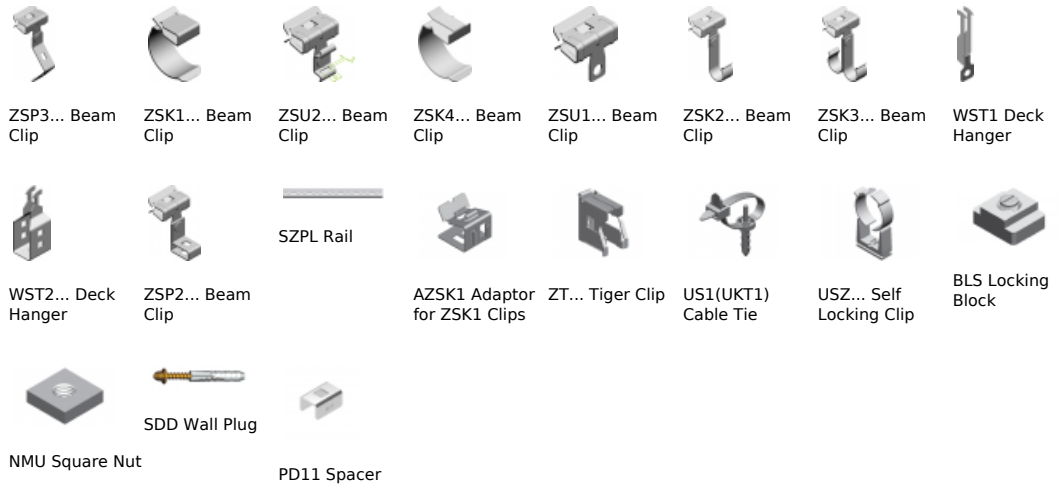 ZSP3... Beam
Clip
ZSK1... Beam
Clip
ZSU2... Beam
Clip
ZSK4... Beam
Clip
ZSU1... Beam
Clip
ZSK2... Beam
Clip
ZSK3... Beam
Clip
WST1 Deck
Hanger
WST2... Deck
Hanger
ZSP2... Beam
Clip
SZPL Rail
AZSK1 Adaptor
for ZSK1 Clips
ZT... Tiger Clip
US1(UKT1)
Cable Tie
USZ... Self
Locking Clip
BLS Locking
Block
NMU Square Nut
SDD Wall Plug
PD11 Spacer